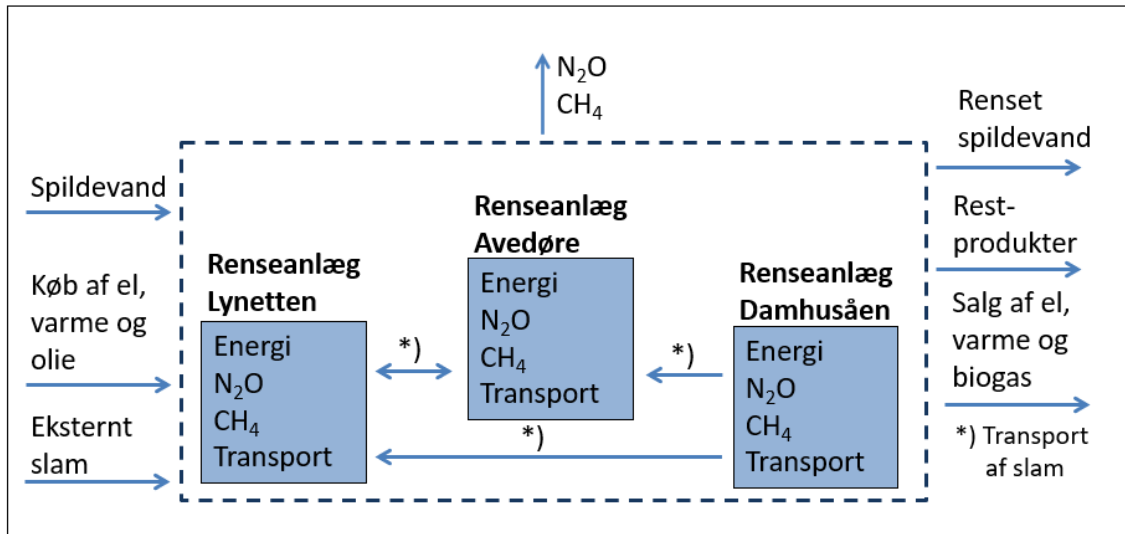 N₂O
CH₄
Spildevand
Køb af el,
varme og
olie
Eksternt
slam
Renseanlæg
Lynetten
Energi
N₂O
CH₄
Transport
*)
Renseanlæg
Avedøre
Energi
N₂O
CH₄
Transport
*)
*)
Renseanlæg
Damhusåen
Energi
N₂O
CH₄
Transport
Renset
spildevand
Rest-
produkter
Salg af el,
varme og
biogas
*) Transport
af slam